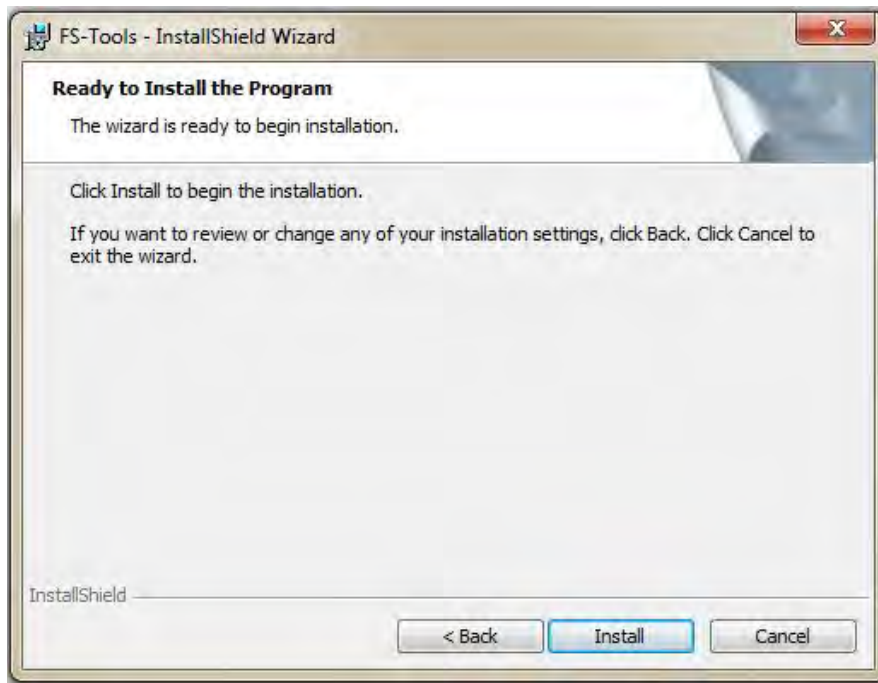 FS-Tools - InstallShield Wizard
Ready to Install the Program
The wizard is ready to begin installation.
Click Install to begin the installation.
If you want to review or change any of your installation settings, click Back. Click Cancel to
exit the wizard.
InstallShield
< Back
Install
Cancel